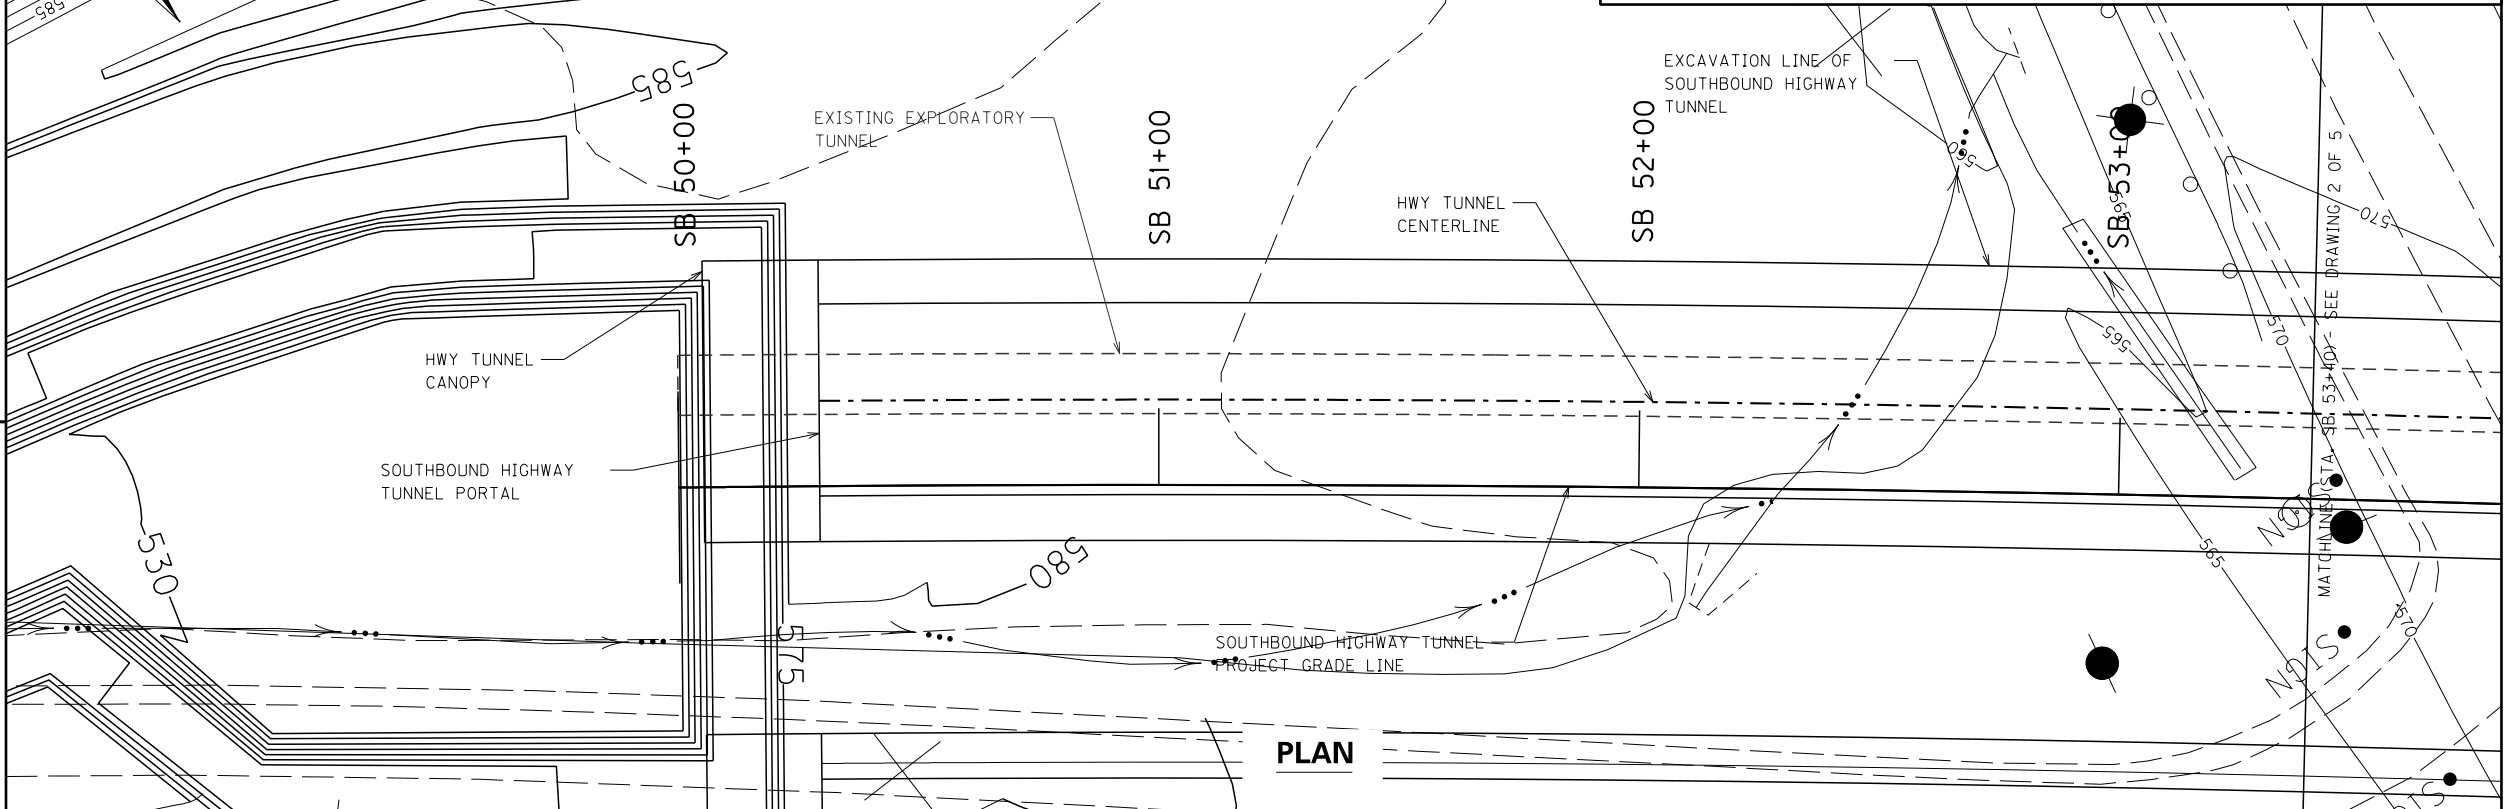 585
585
SB 50+00
EXISTING EXPLORATORY
TUNNEL
SB 51+00
SB 52+00
EXCAVATION LINE OF
SOUTHBOUND HIGHWAY
TUNNEL
560
SB 53+00
565
570
HWY TUNNEL
CENTERLINE
MATCHLINE (STA. SB 53+40) - SEE DRAWING 2 OF 5
HWY TUNNEL
CANOPY
565
570
SOUTHBOUND HIGHWAY
TUNNEL PORTAL
530
580
565
570
575
SOUTHBOUND HIGHWAY TUNNEL
PROJECT GRADE LINE
PLAN